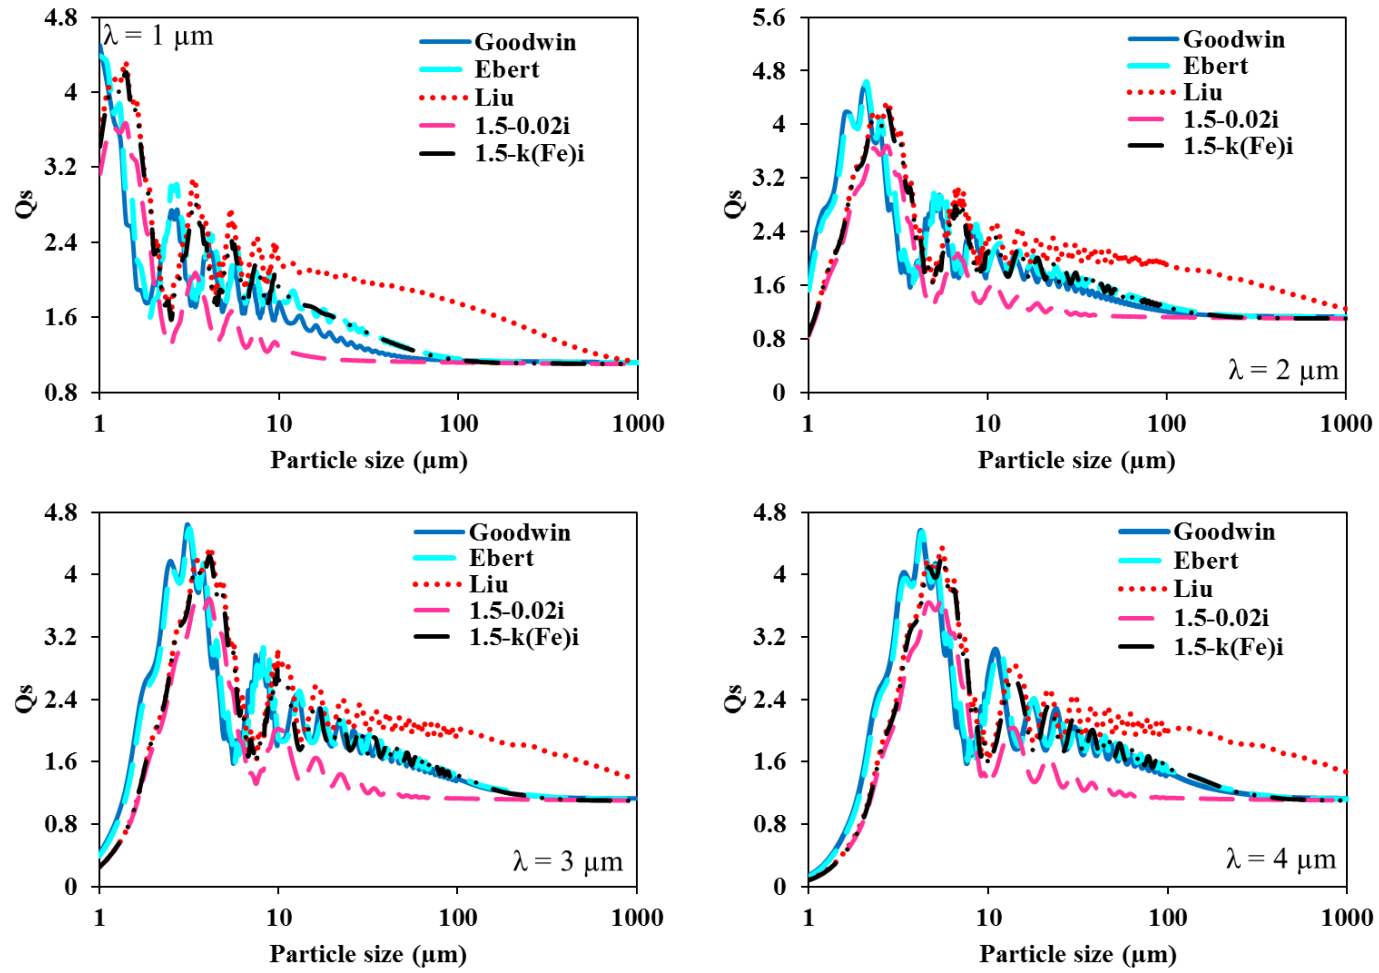 4.8
4
3.2
2.4
1.6
0.8
Qs
λ = 1 µm
Goodwin
Ebert
Liu
1.5-0.02i
1.5-k(Fe)i
1
10
100
1000
Particle size (µm)
5.6
4.8
4
3.2
2.4
1.6
0.8
0
Qs
Goodwin
Ebert
Liu
1.5-0.02i
1.5-k(Fe)i
λ = 2 µm
1
10
100
1000
Particle size (µm)
4.8
4
3.2
2.4
1.6
0.8
0
Qs
Goodwin
Ebert
Liu
1.5-0.02i
1.5-k(Fe)i
λ = 3 µm
1
10
100
1000
Particle size (µm)
4.8
4
3.2
2.4
1.6
0.8
0
Qs
Goodwin
Ebert
Liu
1.5-0.02i
1.5-k(Fe)i
λ = 4 µm
1
10
100
1000
Particle size (µm)